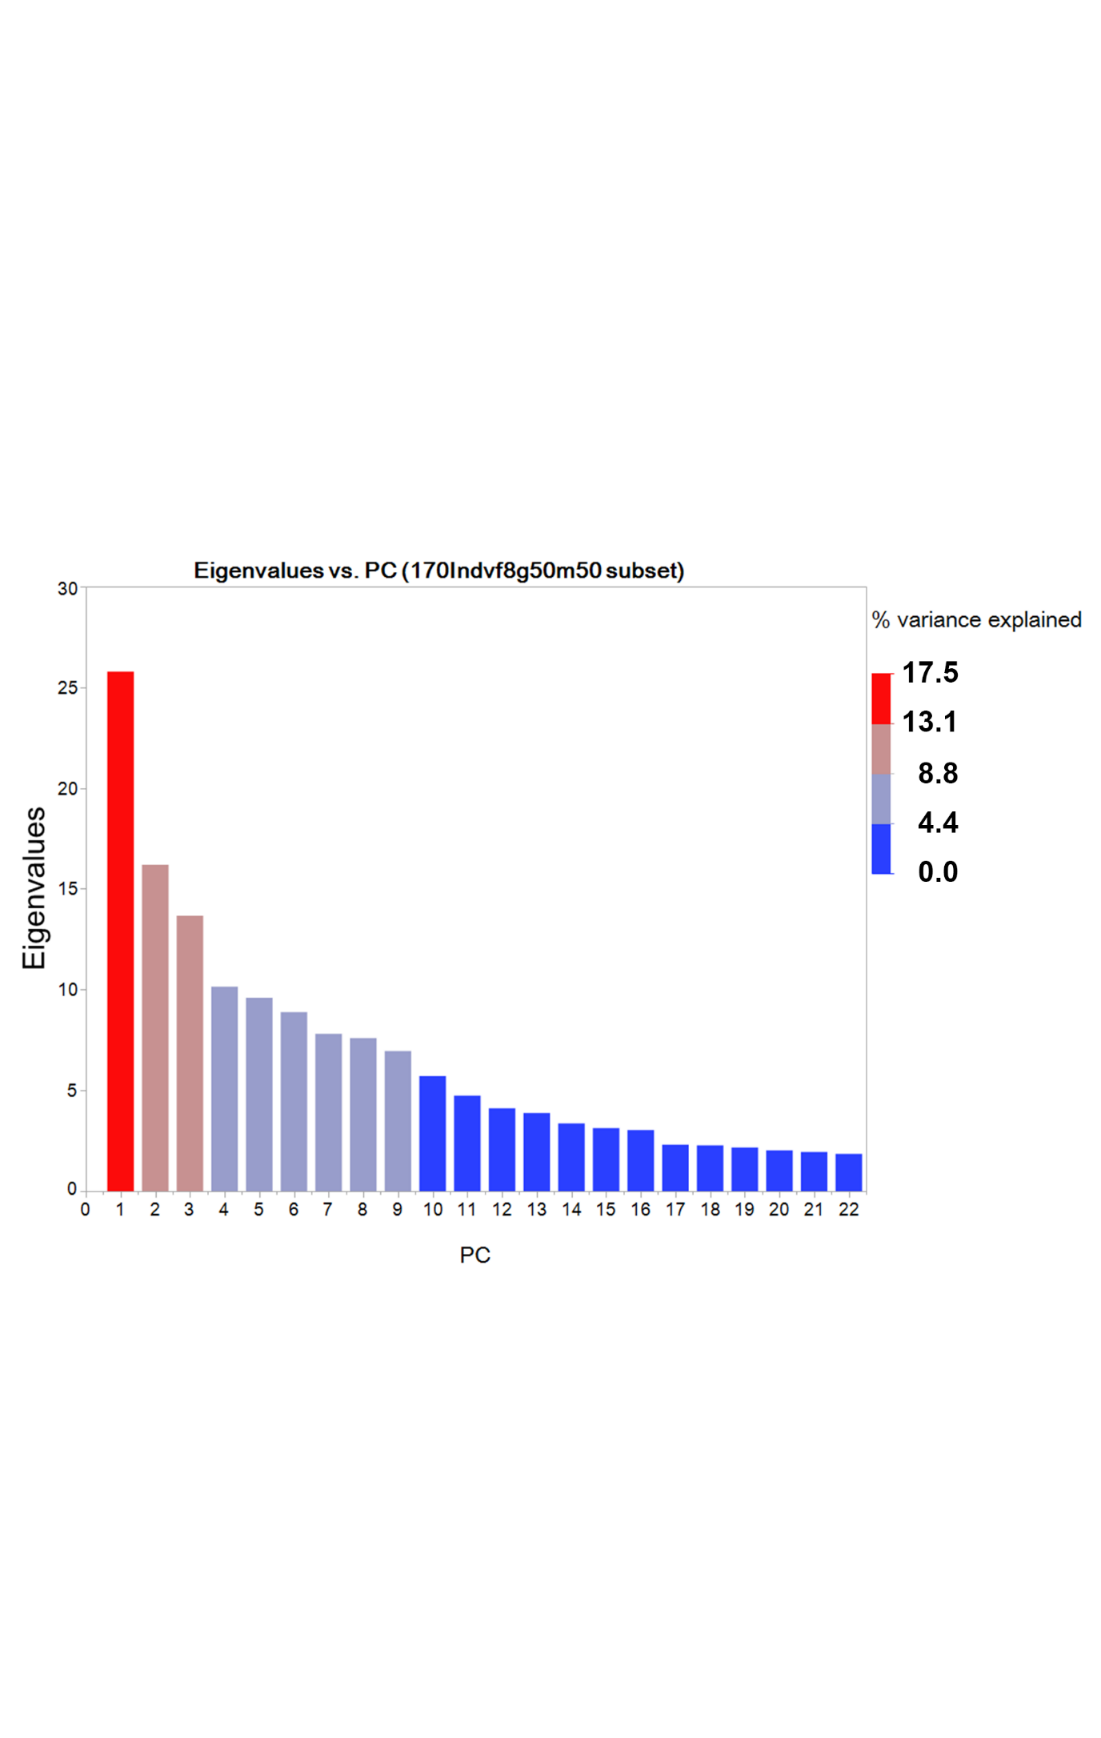 Eigenvalues vs. PC (170Indvf8g50m50 subset)
30
25
20
15
10
5
0
Eigenvalues
0 1 2 3 4 5 6 7 8 9 10 11 12 13 14 15 16 17 18 19 20 21 22
PC
% variance explained
17.5
13.1
8.8
4.4
0.0